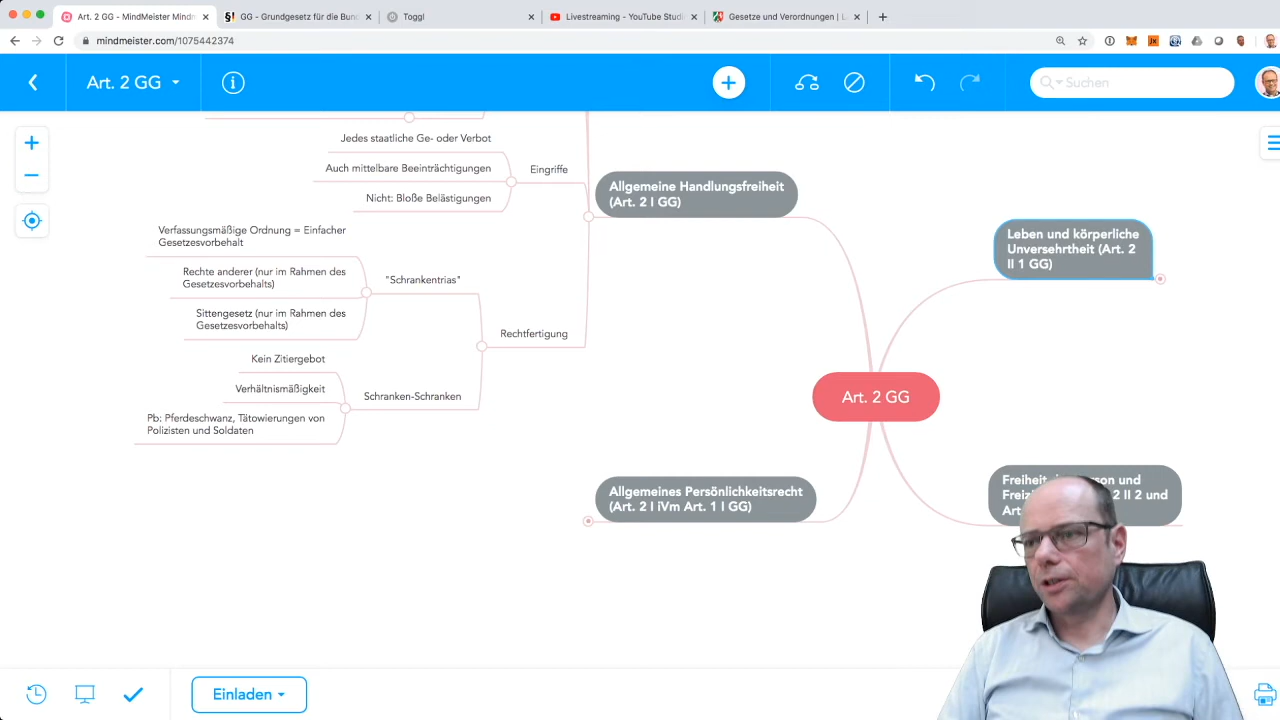 Art. 2 GG - MindMeister Mindm
GG - Grundgesetz für die Bund
Toggl
Livestreaming - YouTube Studi
Gesetze und Verordnungen | L
mindmeister.com/1075442374
Art. 2 GG
Suchen
Jedes staatliche Ge- oder Verbot
Auch mittelbare Beeinträchtigungen
Nicht: Bloße Belästigungen
Eingriffe
Allgemeine Handlungsfreiheit
(Art. 2 I GG)
Verfassungsmäßige Ordnung = Einfacher
Gesetzesvorbehalt
Rechte anderer (nur im Rahmen des
Gesetzesvorbehalts)
Sittengesetz (nur im Rahmen des
Gesetzesvorbehalts)
"Schrankentrias"
Rechtfertigung
Kein Zitiergebot
Verhältnismäßigkeit
Pb: Pferdeschwanz, Tätowierungen von
Polizisten und Soldaten
Schranken-Schranken
Leben und körperliche
Unversehrtheit (Art. 2
II 1 GG)
Art. 2 GG
Allgemeines Persönlichkeitsrecht
(Art. 2 I iVm Art. 1 I GG)
und
2 II 2 und
Art
Einladen